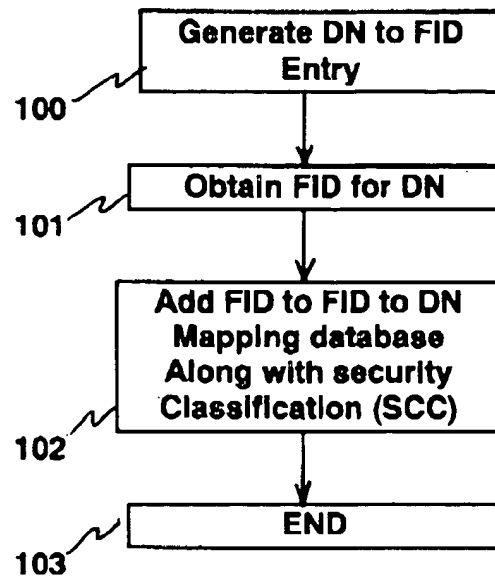 Generate DN to FID
Entry
100
Obtain FID for DN
101
Add FID to FID to DN
Mapping database
Along with security
Classification (SCC)
102
END
103